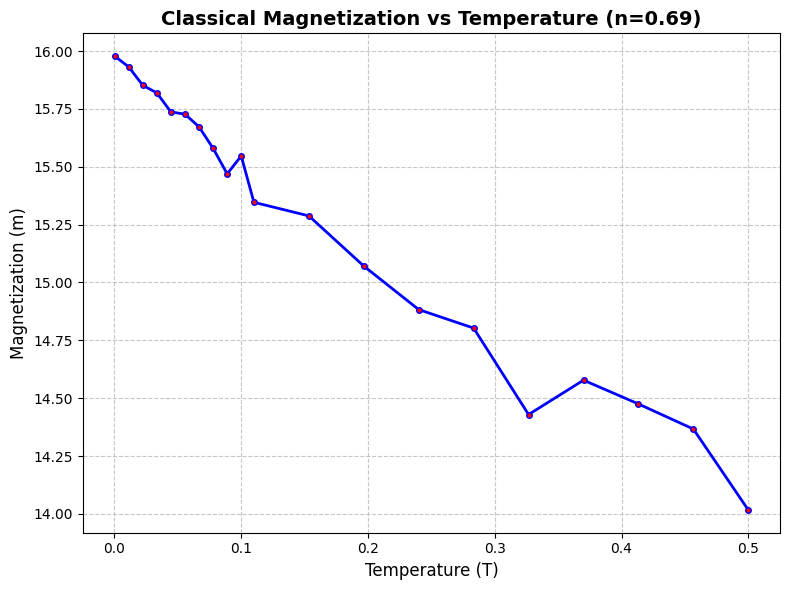 Classical Magnetization vs Temperature (n=0.69)
Magnetization (m)
16.00
15.75
15.50
15.25
15.00
14.75
14.50
14.25
14.00
0.0 0.1 0.2 0.3 0.4 0.5
Temperature (T)